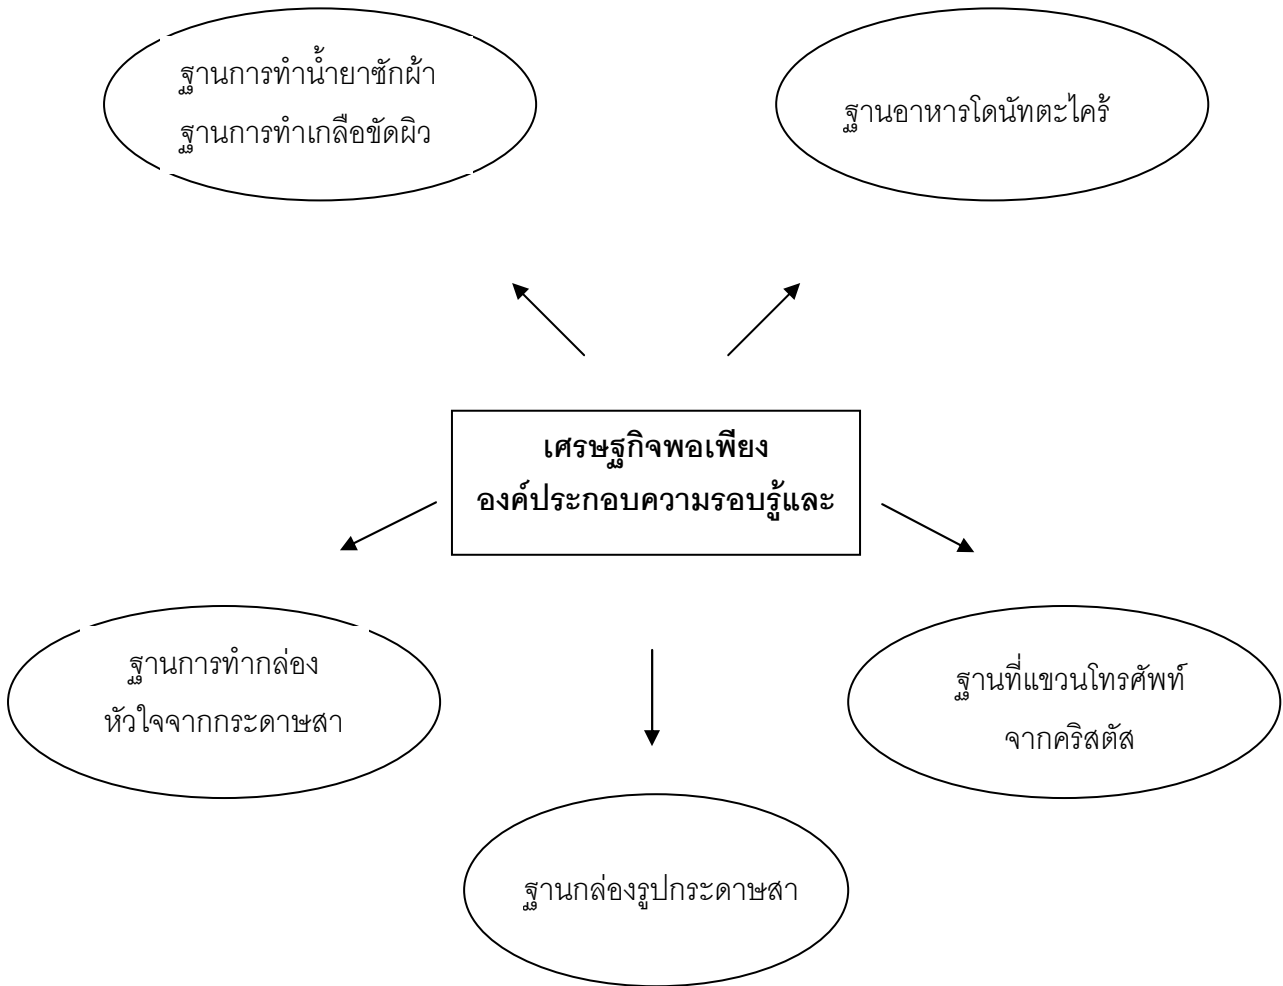 ฐานการทำน้ำยาซักผ้า
ฐานการทำเกลือขัดผิว
ฐานอาหารโดนัทตะไคร้
เศรษฐกิจพอเพียง
องค์ประกอบความรอบรู้และ
ฐานการทำกล่อง
หัวใจจากกระดาษสา
ฐานที่แขวนโทรศัพท์
จากคริสตัส
ฐานกล่องรูปกระดาษสา